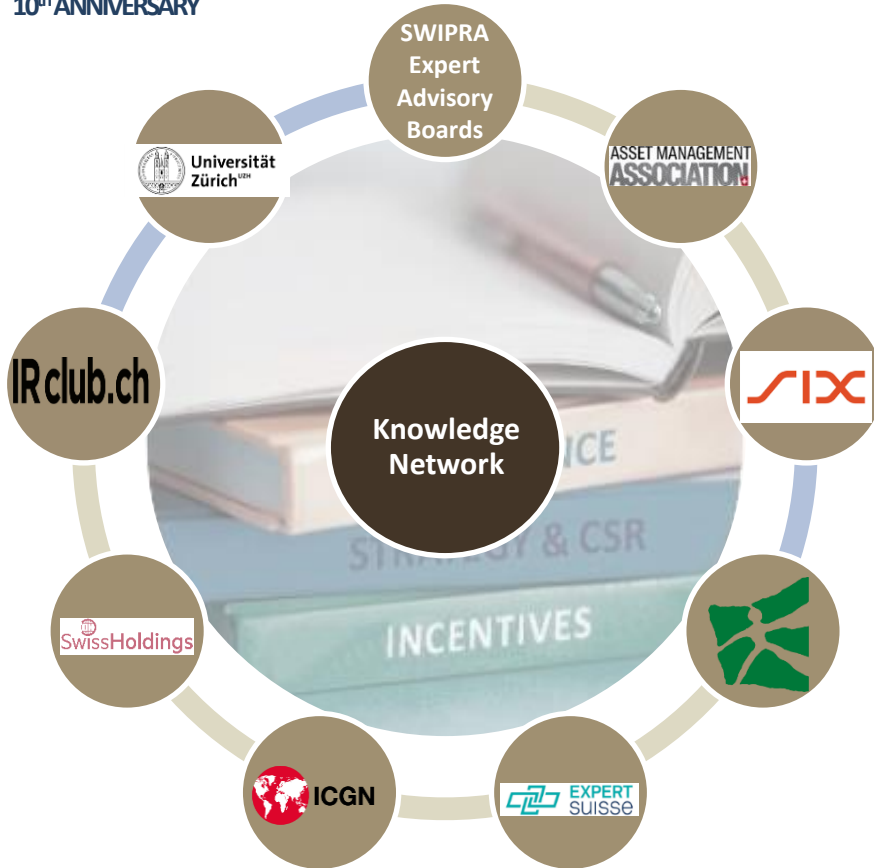 10th ANNIVERSARY
SWIPRA
Expert
Advisory
Boards
Universität
Zürich UZH
ASSET MANAGEMENT
ASSOCIATION
IRclub.ch
SIX
Knowledge
Network
ICE
STRATEGY & CSR
INCENTIVES
SwissHoldings
ICGN
EXPERT
SUISSE